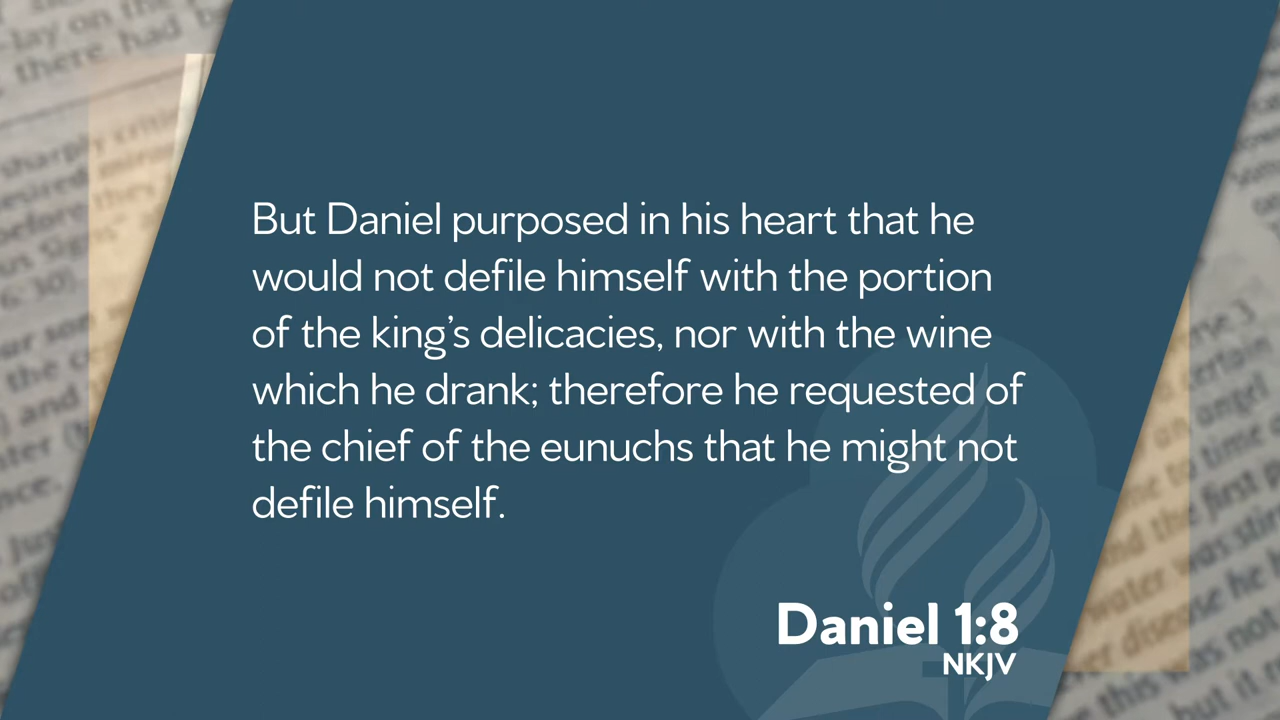 But Daniel purposed in his heart that he
would not defile himself with the portion
of the king’s delicacies, nor with the wine
which he drank; therefore he requested of
the chief of the eunuchs that he might not
defile himself.
Daniel 1:8
NKJV